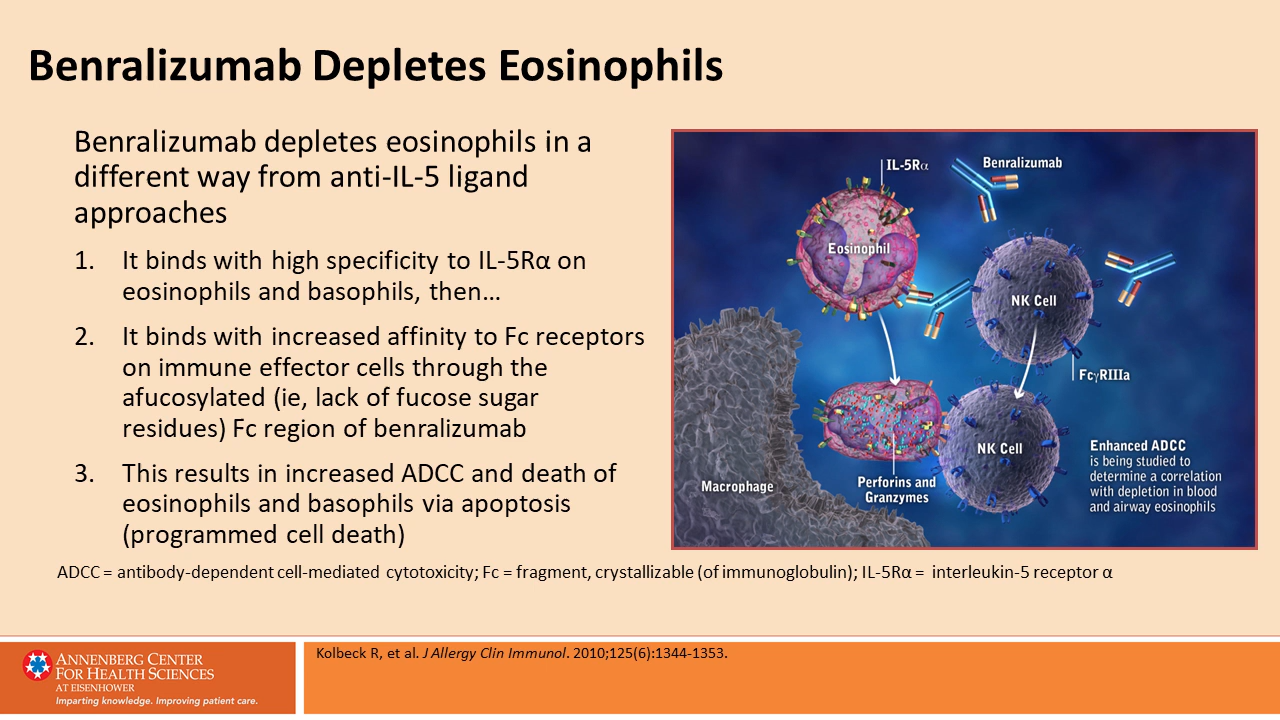 Benralizumab Depletes Eosinophils
Benralizumab depletes eosinophils in a
different way from anti-IL-5 ligand
approaches
1. It binds with high specificity to IL-5Rα on
eosinophils and basophils, then…
2. It binds with increased affinity to Fc receptors
on immune effector cells through the
afucosylated (ie, lack of fucose sugar
residues) Fc region of benralizumab
3. This results in increased ADCC and death of
eosinophils and basophils via apoptosis
(programmed cell death)
IL-5Rα
Benralizumab
Eosinophil
NK Cell
FcγRIIIa
NK Cell
Macrophage
Perforins and
Granzymes
Enhanced ADCC
is being studied to
determine a correlation
with depletion in blood
and airway eosinophils
ADCC = antibody-dependent cell-mediated cytotoxicity; Fc = fragment, crystallizable (of immunoglobulin); IL-5Rα = interleukin-5 receptor α
ANNENBERG CENTER
FOR HEALTH SCIENCES
AT EISENHOWER
Imparting knowledge. Improving patient care.
Kolbeck R, et al. J Allergy Clin Immunol. 2010;125(6):1344-1353.